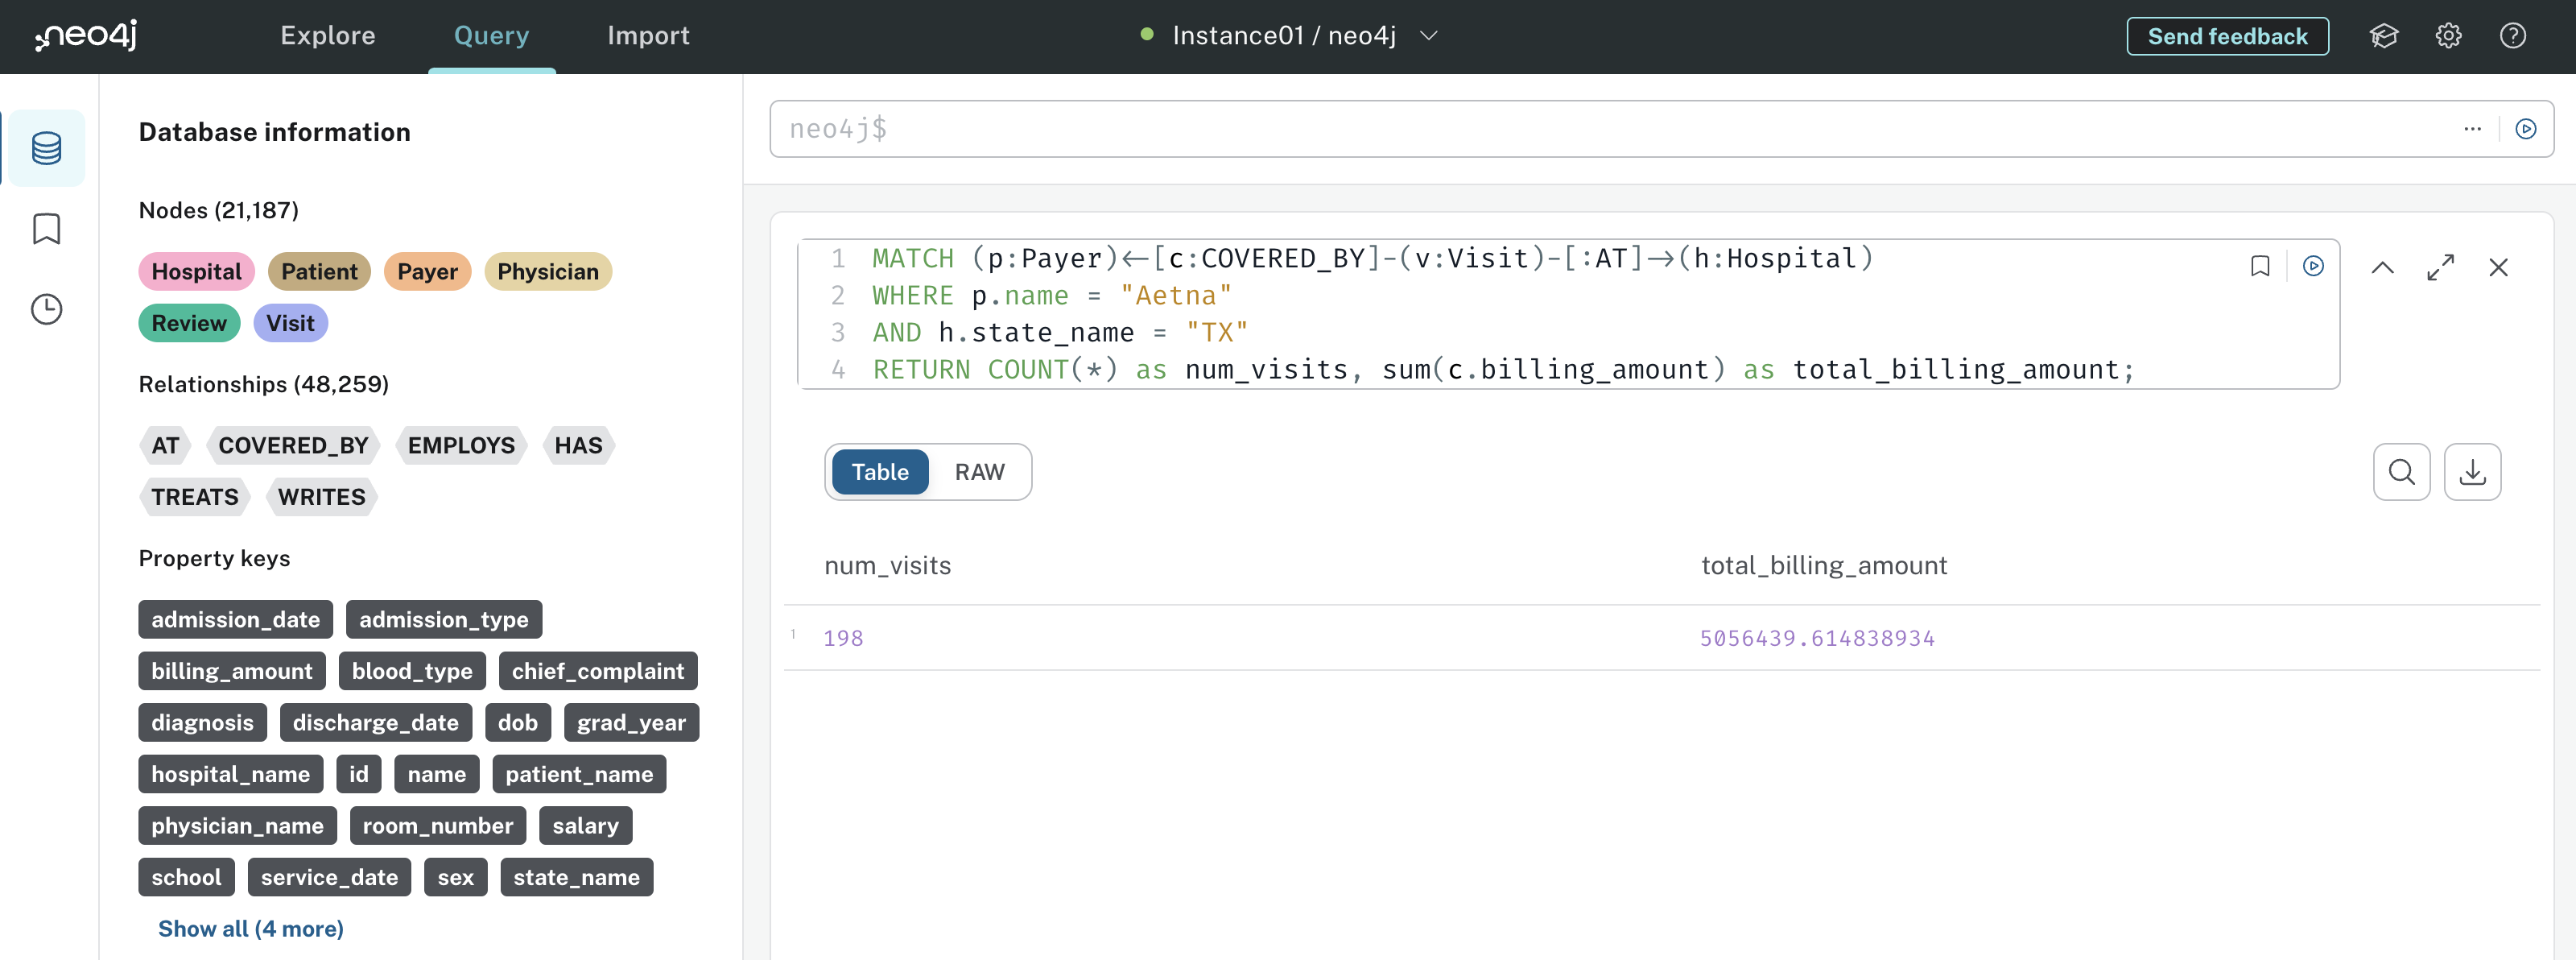 neo4j Explore Query Import Instance01 / neo4j Send feedback
Database information
Nodes (21,187)
Hospital Patient Payer Physician
Review Visit
Relationships (48,259)
AT COVERED_BY EMPLOYS HAS
TREATS WRITES
Property keys
admission_date admission_type
billing_amount blood_type chief_complaint
diagnosis discharge_date dob grad_year
hospital_name id name patient_name
physician_name room_number salary
school service_date sex state_name
Show all (4 more)
neo4j$
1 MATCH (p:Payer)<-[c:COVERED_BY]-(v:Visit)-[:AT]->(h:Hospital)
2 WHERE p.name = "Aetna"
3 AND h.state_name = "TX"
4 RETURN COUNT(*) as num_visits, sum(c.billing_amount) as total_billing_amount;
Table RAW
num_visits total_billing_amount
1 198 5056439.614838934